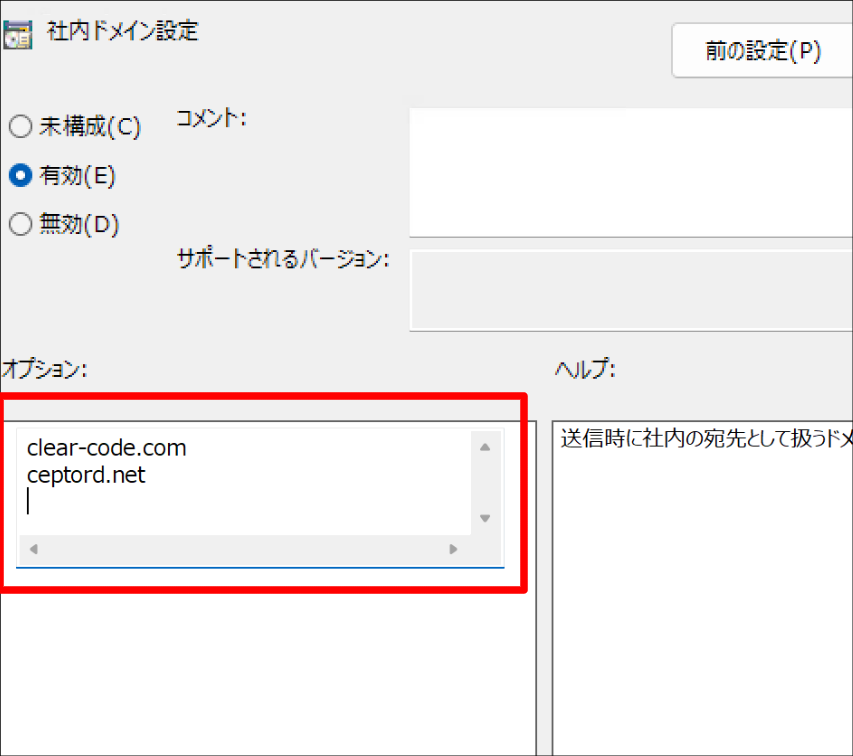 社内ドメイン設定
前の設定(P)
未構成(C)
コメント:
有効(E)
無効(D)
サポートされるバージョン:
オプション:
ヘルプ:
clear-code.com
ceptord.net
送信時に社内の宛先として扱うドメ